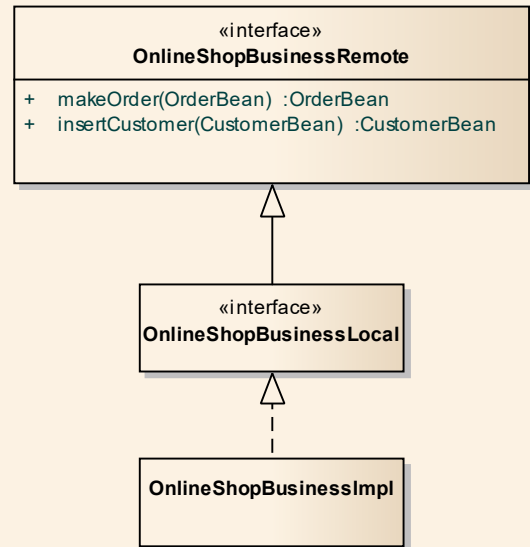 «interface»
OnlineShopBusinessRemote
+ makeOrder(OrderBean) :OrderBean
+ insertCustomer(CustomerBean) :CustomerBean
«interface»
OnlineShopBusinessLocal
OnlineShopBusinessImpl